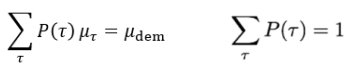 ∑_τ P(τ) μ_τ = μ_dem    ∑_τ P(τ) = 1